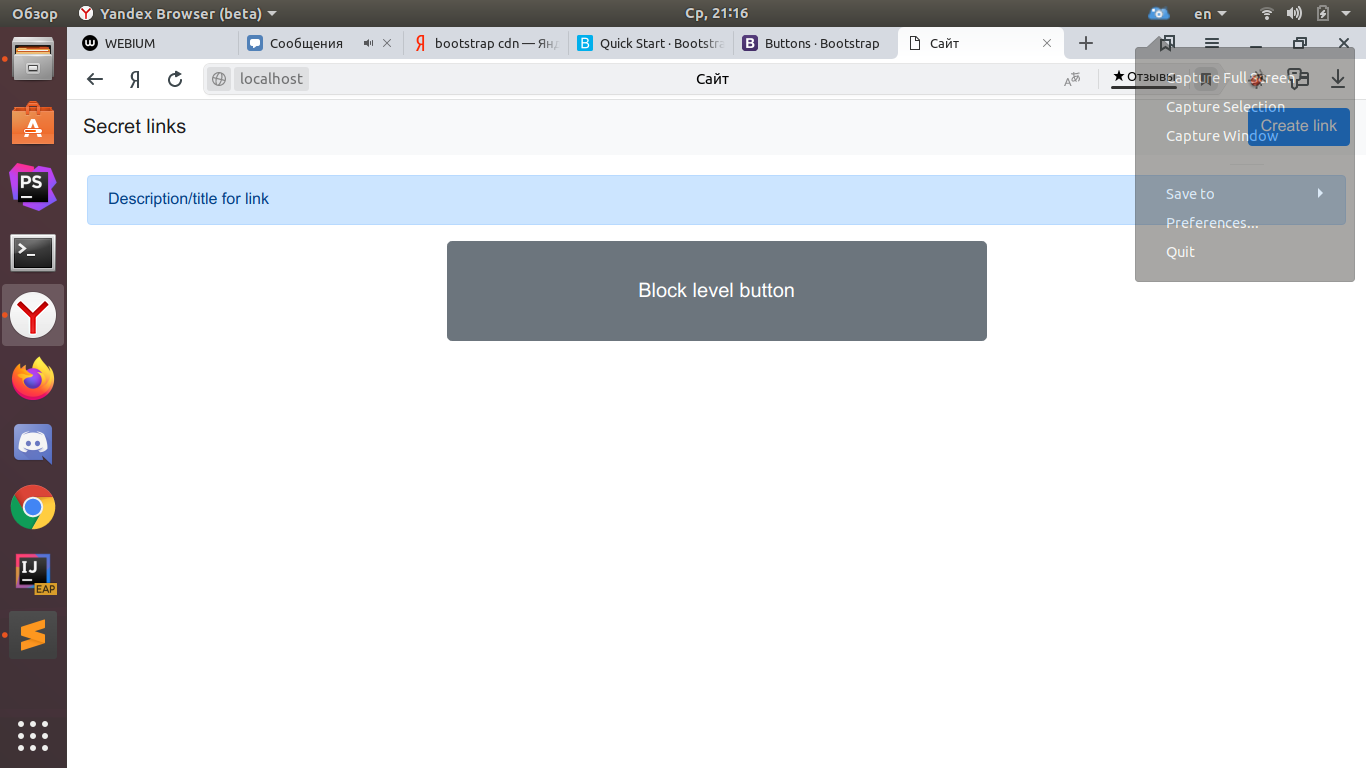 Обзор
Yandex Browser (beta)
Ср, 21:16
en
WEBIUM
Сообщения
bootstrap cdn — Янд
Quick Start · Bootstra
Buttons · Bootstrap
Сайт
Я
localhost
Сайт
★ Отзывы
Capture Full Screen
Capture Selection
Capture Window
Save to
Preferences...
Quit
Secret links
Create link
Description/title for link
Block level button
PS
>_
IJ
EAP